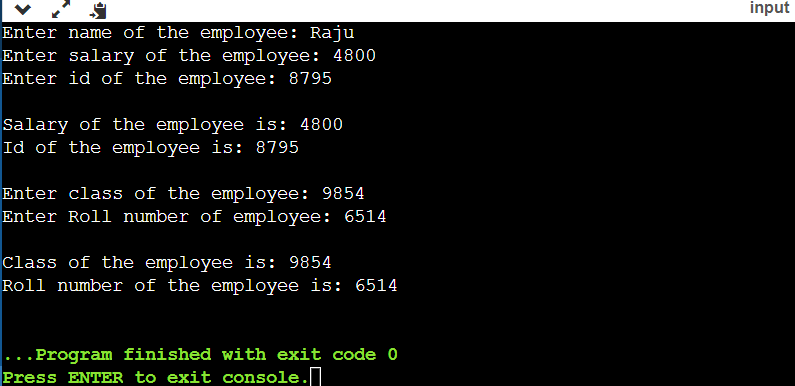 input
Enter name of the employee: Raju
Enter salary of the employee: 4800
Enter id of the employee: 8795
Salary of the employee is: 4800
Id of the employee is: 8795
Enter class of the employee: 9854
Enter Roll number of employee: 6514
Class of the employee is: 9854
Roll number of the employee is: 6514
...Program finished with exit code 0
Press ENTER to exit console.